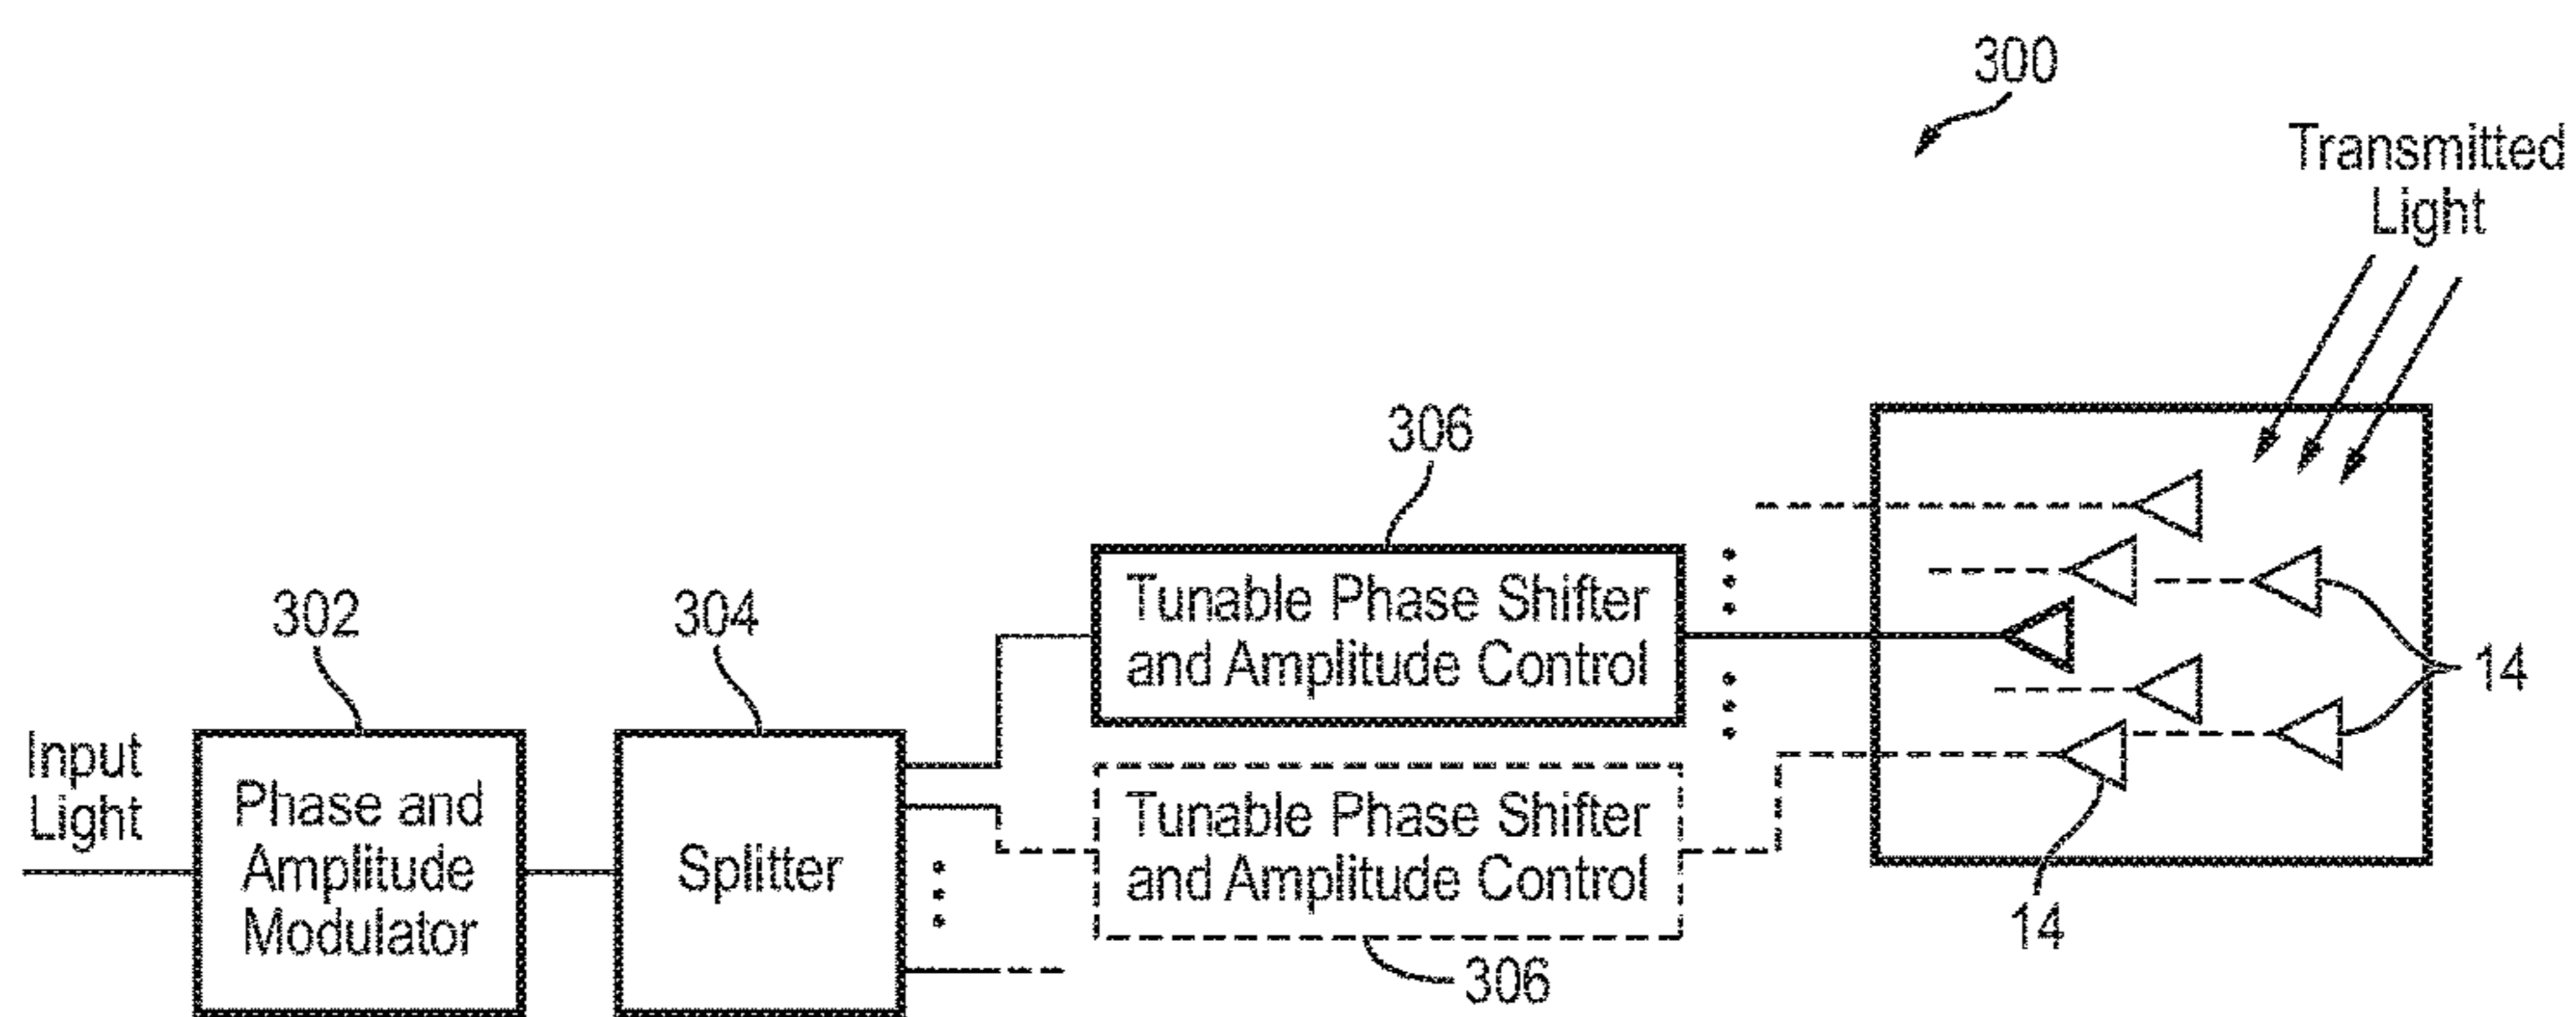 300
Transmitted
Light
306
Tunable Phase Shifter
and Amplitude Control
302
304
14
Input
Light
Phase and
Amplitude
Modulator
Splitter
Tunable Phase Shifter
and Amplitude Control
14
306